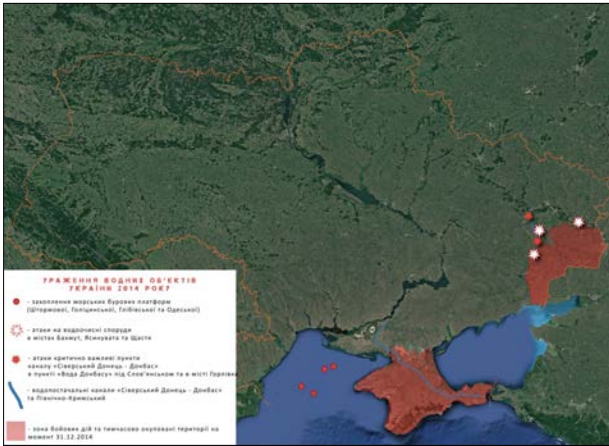 УРАЖЕННЯ ВОДНИХ ОБ'ЄКТІВ
УКРАЇНИ 2014 РОКУ
- захоплення морських бурових платформ
(Штормової, Голіцинської, Глібівської та Одеської)
- атаки на водоочисні споруди
в містах Бахмут, Ясинувата та Щастя
- атаки критично важливі пункти
каналу «Сіверський Донець - Донбас»
в пункті «Вода Донбасу» під Слов'янськом та в місті Горлівка
- водопостачальні канали «Сіверський Донець - Донбас»
та Північно-Кримський
- зона бойових дій та тимчасово окуповані території на
момент 31.12.2014